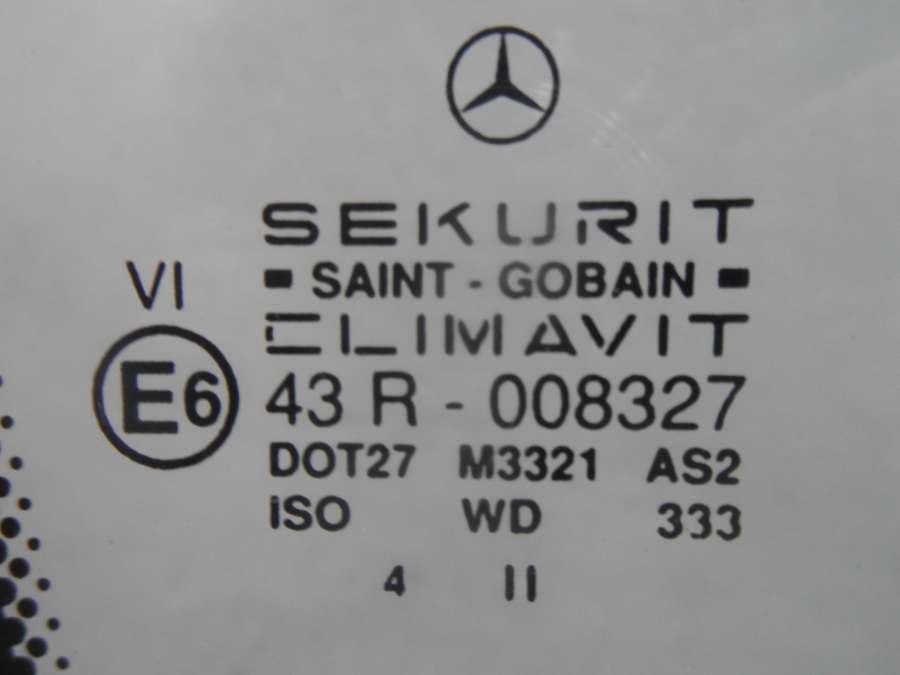 SEKURIT
SAINT - GOBAIN
VI
CLIMAVIT
E6 43 R - 008327
DOT27 M3321 AS2
ISO WD 333
4 II